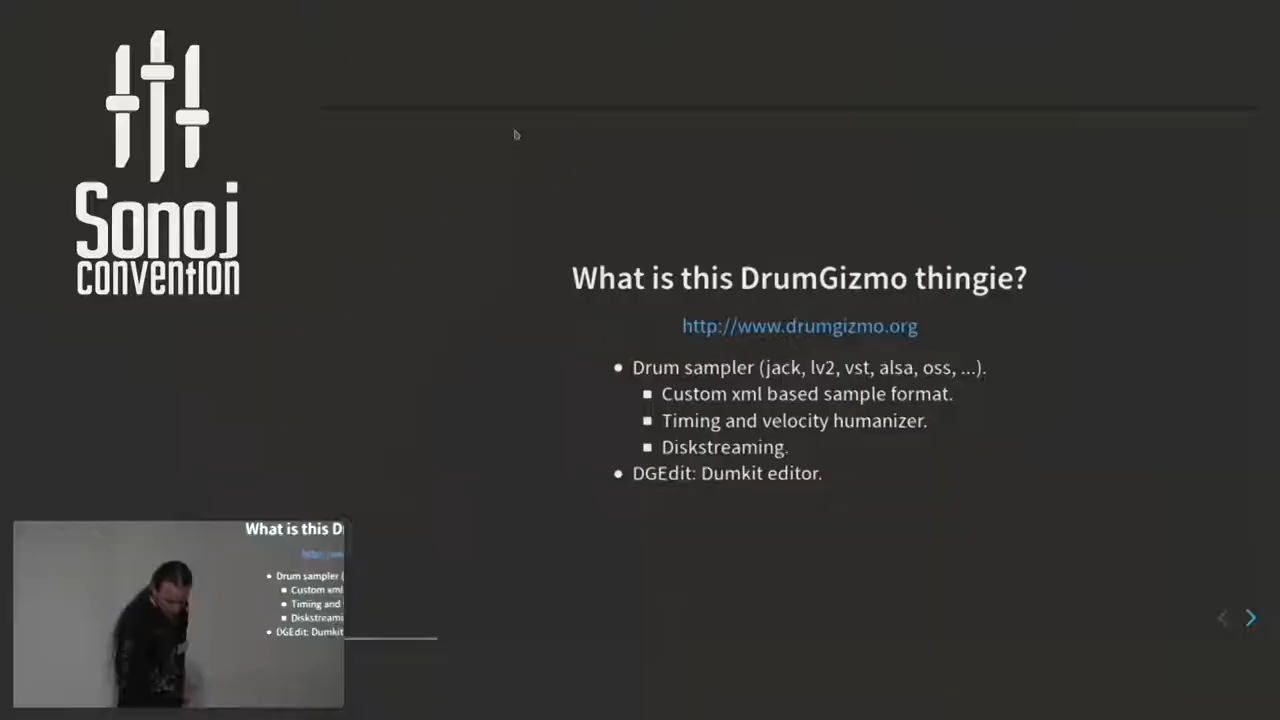 Sonoj
convention
What is this DrumGizmo thingie?
http://www.drumgizmo.org
• Drum sampler (jack, lv2, vst, alsa, oss, ...).
▪ Custom xml based sample format.
▪ Timing and velocity humanizer.
▪ Diskstreaming.
• DGEdit: Dumkit editor.
What is this D
• Drum sampler (
▪ Custom xml
▪ Timing and
▪ Diskstreami
• DGEdit: Dumkit